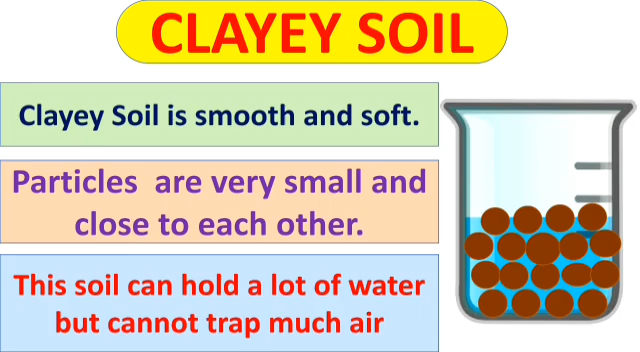 CLAYEY SOIL
Clayey Soil is smooth and soft.
Particles are very small and
close to each other.
This soil can hold a lot of water
but cannot trap much air